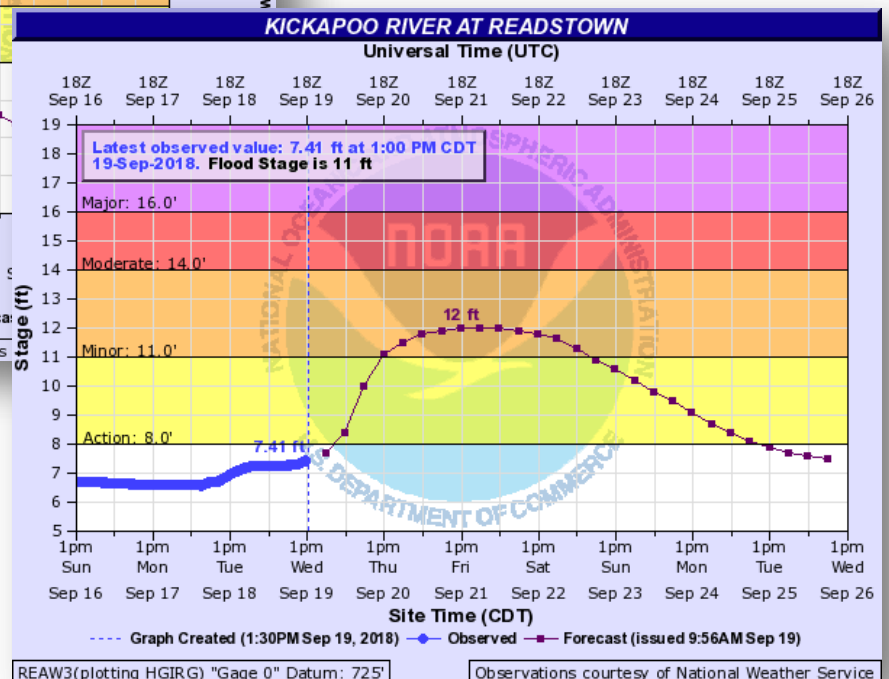 KICKAPOO RIVER AT READSTOWN
Universal Time (UTC)
18Z 18Z 18Z 18Z 18Z 18Z 18Z 18Z 18Z 18Z 18Z
Sep 16 Sep 17 Sep 18 Sep 19 Sep 20 Sep 21 Sep 22 Sep 23 Sep 24 Sep 25 Sep 26
Latest observed value: 7.41 ft at 1:00 PM CDT
19-Sep-2018. Flood Stage is 11 ft
19
18
17
16
15
14
13
12
11
10
9
8
7
6
5
Stage (ft)
Major: 16.0'
Moderate: 14.0'
12 ft
Minor: 11.0'
Action: 8.0'
7.41 ft
NOAA
NATIONAL OCEANIC AND ATMOSPHERIC ADMINISTRATION
U.S. DEPARTMENT OF COMMERCE
1pm 1pm 1pm 1pm 1pm 1pm 1pm 1pm 1pm 1pm 1pm
Sun Mon Tue Wed Thu Fri Sat Sun Mon Tue Wed
Sep 16 Sep 17 Sep 18 Sep 19 Sep 20 Sep 21 Sep 22 Sep 23 Sep 24 Sep 25 Sep 26
Site Time (CDT)
Graph Created (1:30PM Sep 19, 2018) Observed Forecast (issued 9:56AM Sep 19)
REAW3(plotting HGIRG) "Gage 0" Datum: 725'
Observations courtesy of National Weather Service